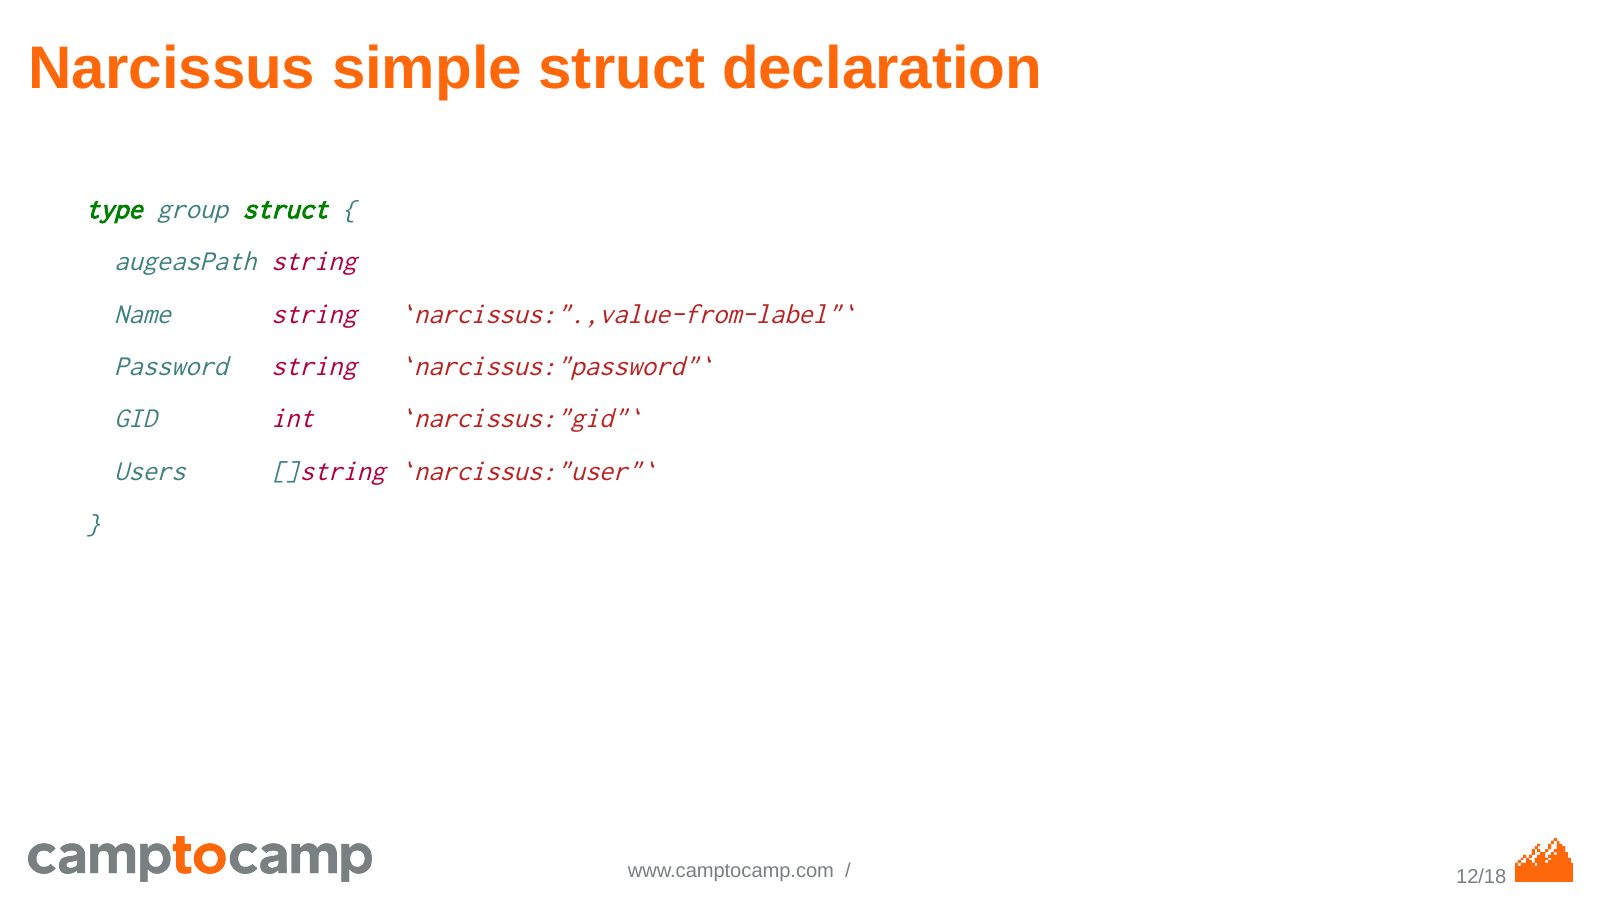 Narcissus simple struct declaration
type group struct {
  augeasPath string
  Name       string   `narcissus:".,value-from-label"`
  Password   string   `narcissus:"password"`
  GID        int      `narcissus:"gid"`
  Users      []string `narcissus:"user"`
}
camptocamp
www.camptocamp.com /
12/18